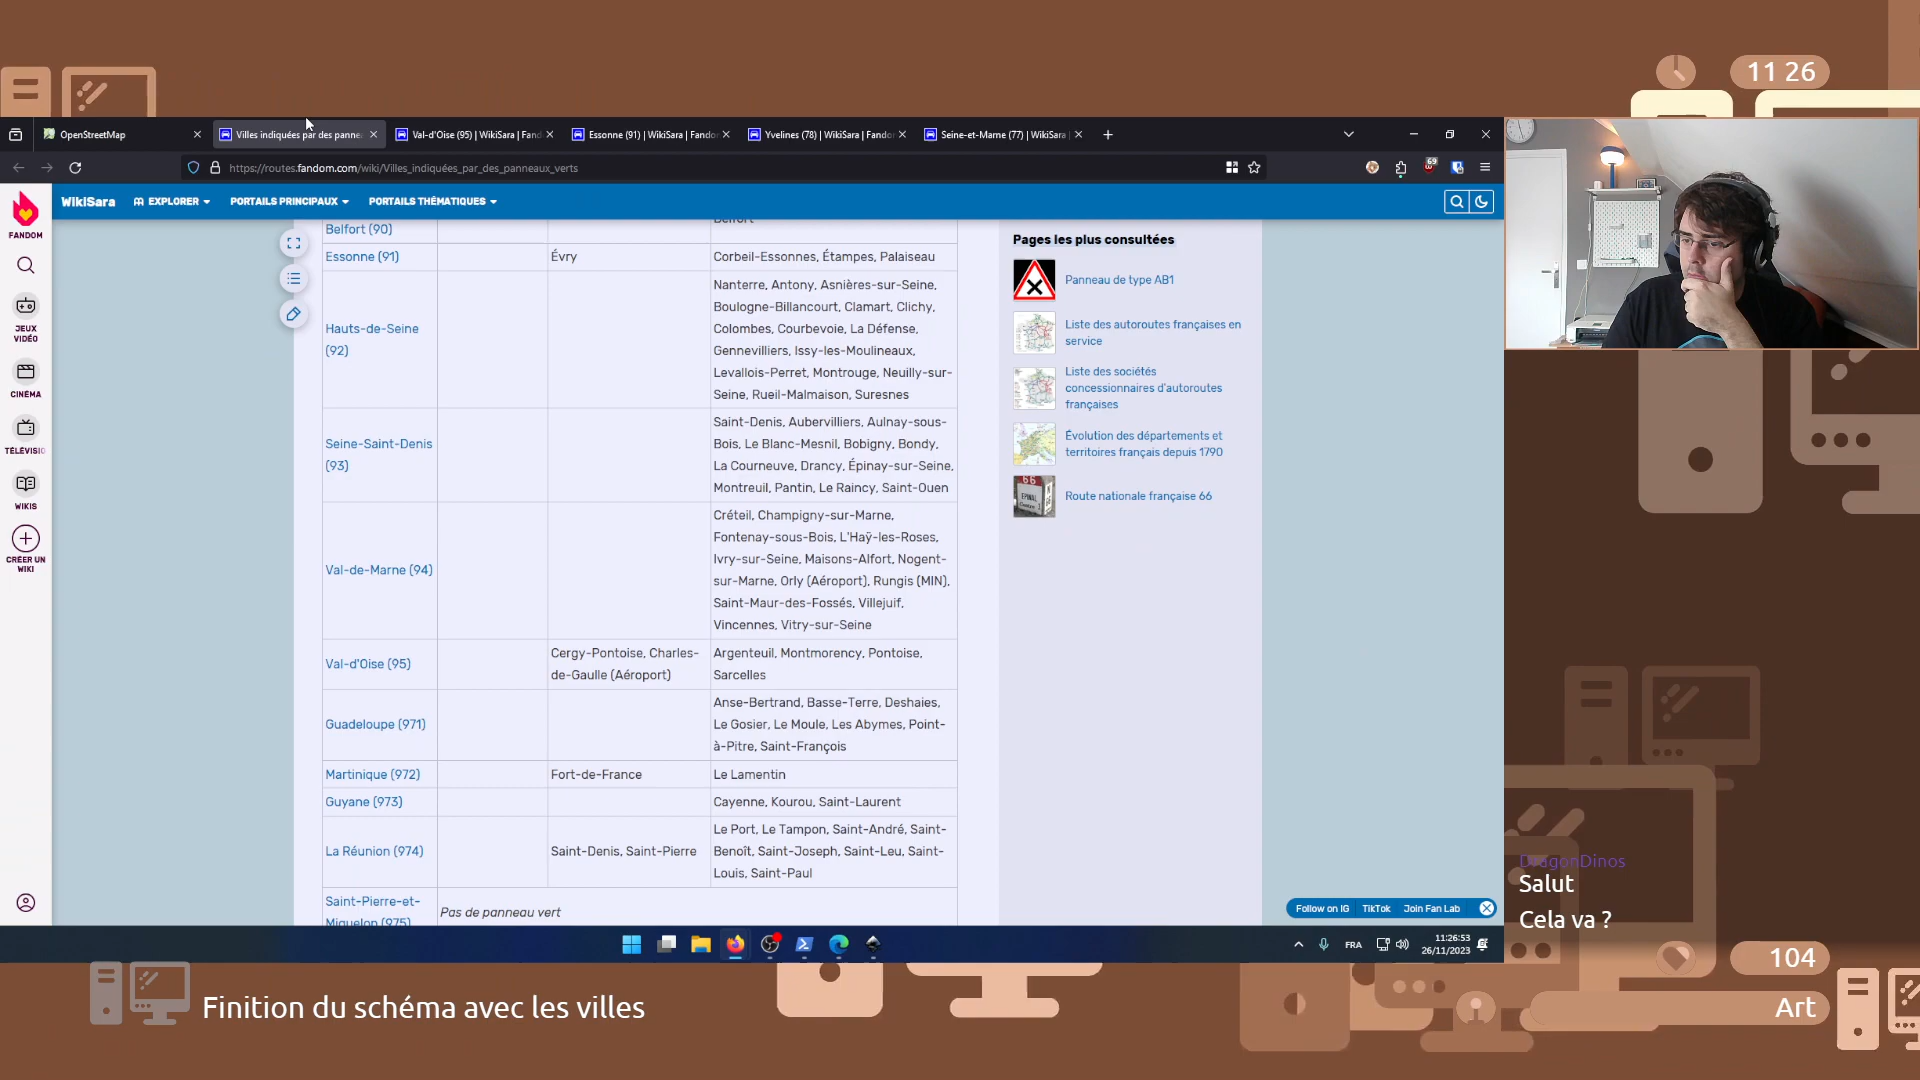 11 26
OpenStreetMap
Villes indiquées par des panne
Val-d'Oise (95) | WikiSara | Fand
Essonne (91) | WikiSara | Fandor
Yvelines (78) | WikiSara | Fandor
Seine-et-Marne (77) | WikiSara
https://routes.fandom.com/wiki/Villes_indiquées_par_des_panneaux_verts
69
WikiSara
EXPLORER
PORTAILS PRINCIPAUX
PORTAILS THÉMATIQUES
FANDOM
JEUX
VIDÉO
CINÉMA
TÉLÉVISIO
WIKIS
CRÉER UN
WIKI
Belfort (90)
Belfort
Essonne (91)
Évry
Corbeil-Essonnes, Étampes, Palaiseau
Hauts-de-Seine
(92)
Nanterre, Antony, Asnières-sur-Seine,
Boulogne-Billancourt, Clamart, Clichy,
Colombes, Courbevoie, La Défense,
Gennevilliers, Issy-les-Moulineaux,
Levallois-Perret, Montrouge, Neuilly-sur-
Seine, Rueil-Malmaison, Suresnes
Seine-Saint-Denis
(93)
Saint-Denis, Aubervilliers, Aulnay-sous-
Bois, Le Blanc-Mesnil, Bobigny, Bondy,
La Courneuve, Drancy, Épinay-sur-Seine,
Montreuil, Pantin, Le Raincy, Saint-Ouen
Val-de-Marne (94)
Créteil, Champigny-sur-Marne,
Fontenay-sous-Bois, L'Haÿ-les-Roses,
Ivry-sur-Seine, Maisons-Alfort, Nogent-
sur-Marne, Orly (Aéroport), Rungis (MIN),
Saint-Maur-des-Fossés, Villejuif,
Vincennes, Vitry-sur-Seine
Val-d'Oise (95)
Cergy-Pontoise, Charles-
de-Gaulle (Aéroport)
Argenteuil, Montmorency, Pontoise,
Sarcelles
Guadeloupe (971)
Anse-Bertrand, Basse-Terre, Deshaies,
Le Gosier, Le Moule, Les Abymes, Point-
à-Pitre, Saint-François
Martinique (972)
Fort-de-France
Le Lamentin
Guyane (973)
Cayenne, Kourou, Saint-Laurent
La Réunion (974)
Saint-Denis, Saint-Pierre
Le Port, Le Tampon, Saint-André, Saint-
Benoît, Saint-Joseph, Saint-Leu, Saint-
Louis, Saint-Paul
Saint-Pierre-et-
Miquelon (975)
Pas de panneau vert
Pages les plus consultées
Panneau de type AB1
Liste des autoroutes françaises en
service
Liste des sociétés
concessionnaires d'autoroutes
françaises
Évolution des départements et
territoires français depuis 1790
66
EPINAL
Route nationale française 66
Follow on IG
TikTok
Join Fan Lab
FRA
11:26:53
26/11/2023
DragonDinos
Salut
Cela va ?
104
Art
Finition du schéma avec les villes